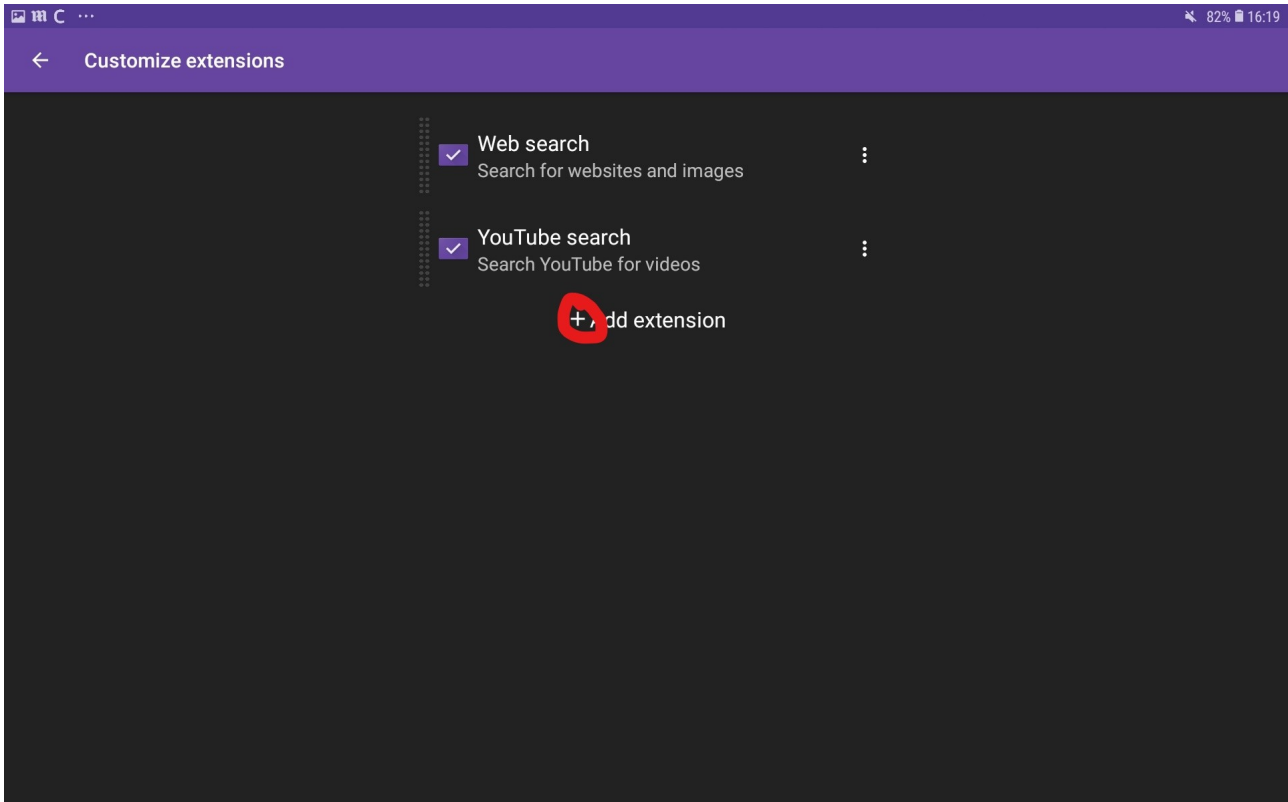 82% 16:19
Customize extensions
Web search
Search for websites and images
YouTube search
Search YouTube for videos
+ Add extension